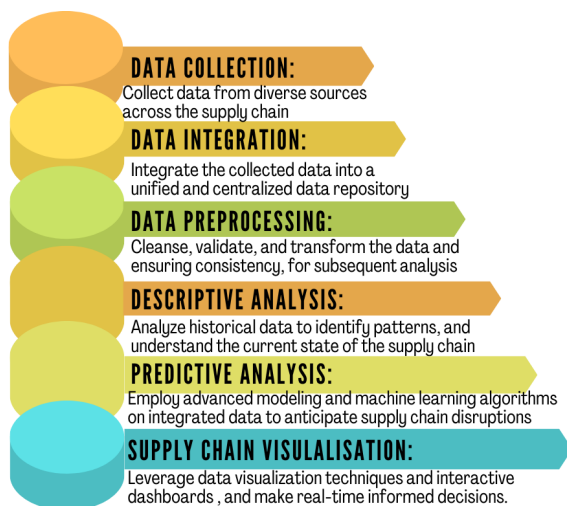 DATA COLLECTION:
Collect data from diverse sources
across the supply chain
DATA INTEGRATION:
Integrate the collected data into a
unified and centralized data repository
DATA PREPROCESSING:
Cleanse, validate, and transform the data and
ensuring consistency, for subsequent analysis
DESCRIPTIVE ANALYSIS:
Analyze historical data to identify patterns, and
understand the current state of the supply chain
PREDICTIVE ANALYSIS:
Employ advanced modeling and machine learning algorithms
on integrated data to anticipate supply chain disruptions
SUPPLY CHAIN VISULALISATION:
Leverage data visualization techniques and interactive
dashboards , and make real-time informed decisions.